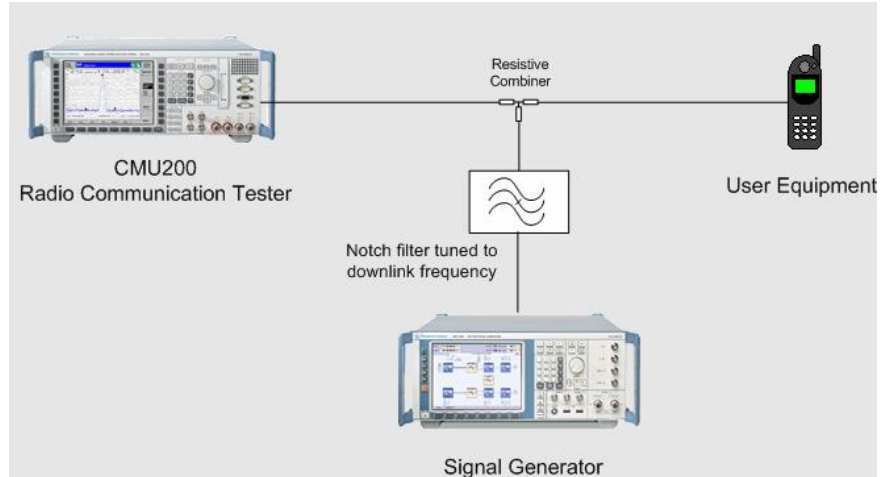 Resistive
Combiner
CMU200
Radio Communication Tester
User Equipment
Notch filter tuned to
downlink frequency
Signal Generator